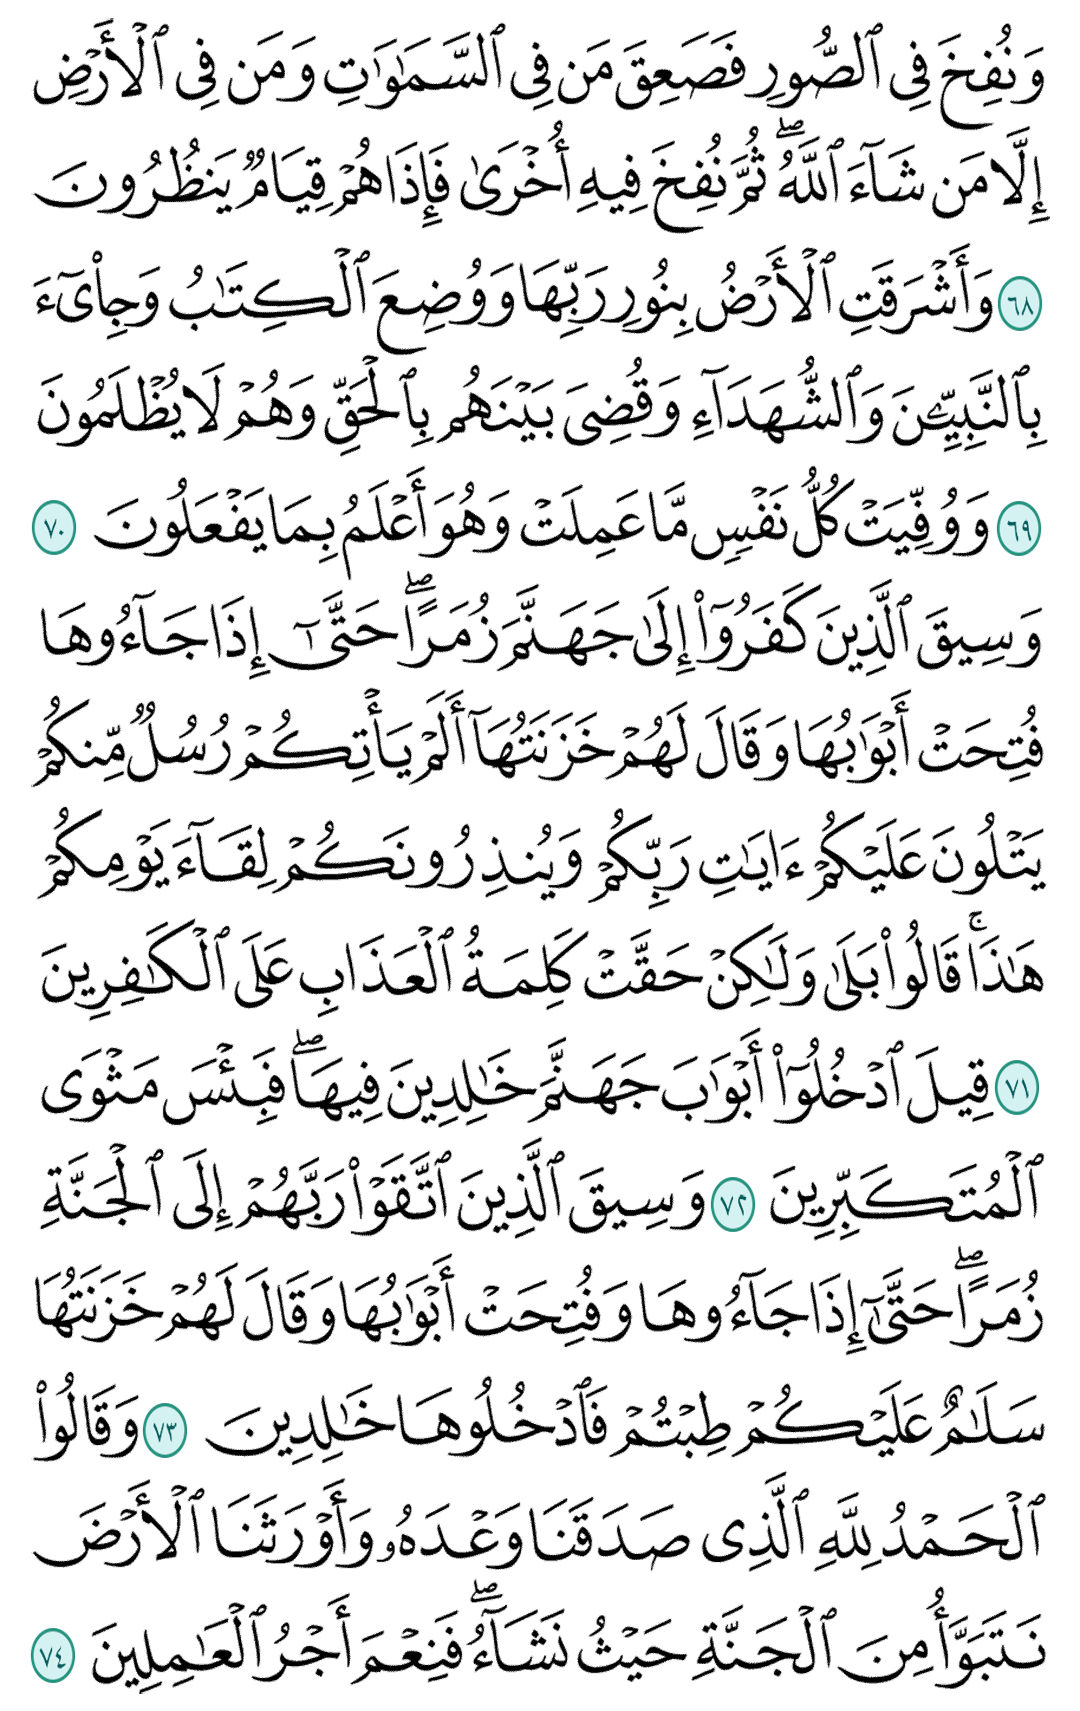 وَنُفِخَ فِي ٱلصُّورِ فَصَعِقَ مَن فِي ٱلسَّمَٰوَٰتِ وَمَن فِي ٱلۡأَرۡضِ
إِلَّا مَن شَآءَ ٱللَّهُۖ ثُمَّ نُفِخَ فِيهِ أُخۡرَىٰ فَإِذَا هُمۡ قِيَامٞ يَنظُرُونَ
٦٨ وَأَشۡرَقَتِ ٱلۡأَرۡضُ بِنُورِ رَبِّهَا وَوُضِعَ ٱلۡكِتَٰبُ وَجِاْيٓءَ
بِٱلنَّبِيِّـۧنَ وَٱلشُّهَدَآءِ وَقُضِيَ بَيۡنَهُم بِٱلۡحَقِّ وَهُمۡ لَا يُظۡلَمُونَ
٦٩ وَوُفِّيَتۡ كُلُّ نَفۡسٖ مَّا عَمِلَتۡ وَهُوَ أَعۡلَمُ بِمَا يَفۡعَلُونَ ٧٠
وَسِيقَ ٱلَّذِينَ كَفَرُوٓاْ إِلَىٰ جَهَنَّمَ زُمَرًاۖ حَتَّىٰٓ إِذَا جَآءُوهَا
فُتِحَتۡ أَبۡوَٰبُهَا وَقَالَ لَهُمۡ خَزَنَتُهَآ أَلَمۡ يَأۡتِكُمۡ رُسُلٞ مِّنكُمۡ
يَتۡلُونَ عَلَيۡكُمۡ ءَايَٰتِ رَبِّكُمۡ وَيُنذِرُونَكُمۡ لِقَآءَ يَوۡمِكُمۡ
هَٰذَاۚ قَالُواْ بَلَىٰ وَلَٰكِنۡ حَقَّتۡ كَلِمَةُ ٱلۡعَذَابِ عَلَى ٱلۡكَٰفِرِينَ
٧١ قِيلَ ٱدۡخُلُوٓاْ أَبۡوَٰبَ جَهَنَّمَ خَٰلِدِينَ فِيهَاۖ فَبِئۡسَ مَثۡوَى
ٱلۡمُتَكَبِّرِينَ ٧٢ وَسِيقَ ٱلَّذِينَ ٱتَّقَوۡاْ رَبَّهُمۡ إِلَى ٱلۡجَنَّةِ
زُمَرًاۖ حَتَّىٰٓ إِذَا جَآءُوهَا وَفُتِحَتۡ أَبۡوَٰبُهَا وَقَالَ لَهُمۡ خَزَنَتُهَا
سَلَٰمٌ عَلَيۡكُمۡ طِبۡتُمۡ فَٱدۡخُلُوهَا خَٰلِدِينَ ٧٣ وَقَالُواْ
ٱلۡحَمۡدُ لِلَّهِ ٱلَّذِي صَدَقَنَا وَعۡدَهُۥ وَأَوۡرَثَنَا ٱلۡأَرۡضَ
نَتَبَوَّأُ مِنَ ٱلۡجَنَّةِ حَيۡثُ نَشَآءُۖ فَنِعۡمَ أَجۡرُ ٱلۡعَٰمِلِينَ ٧٤